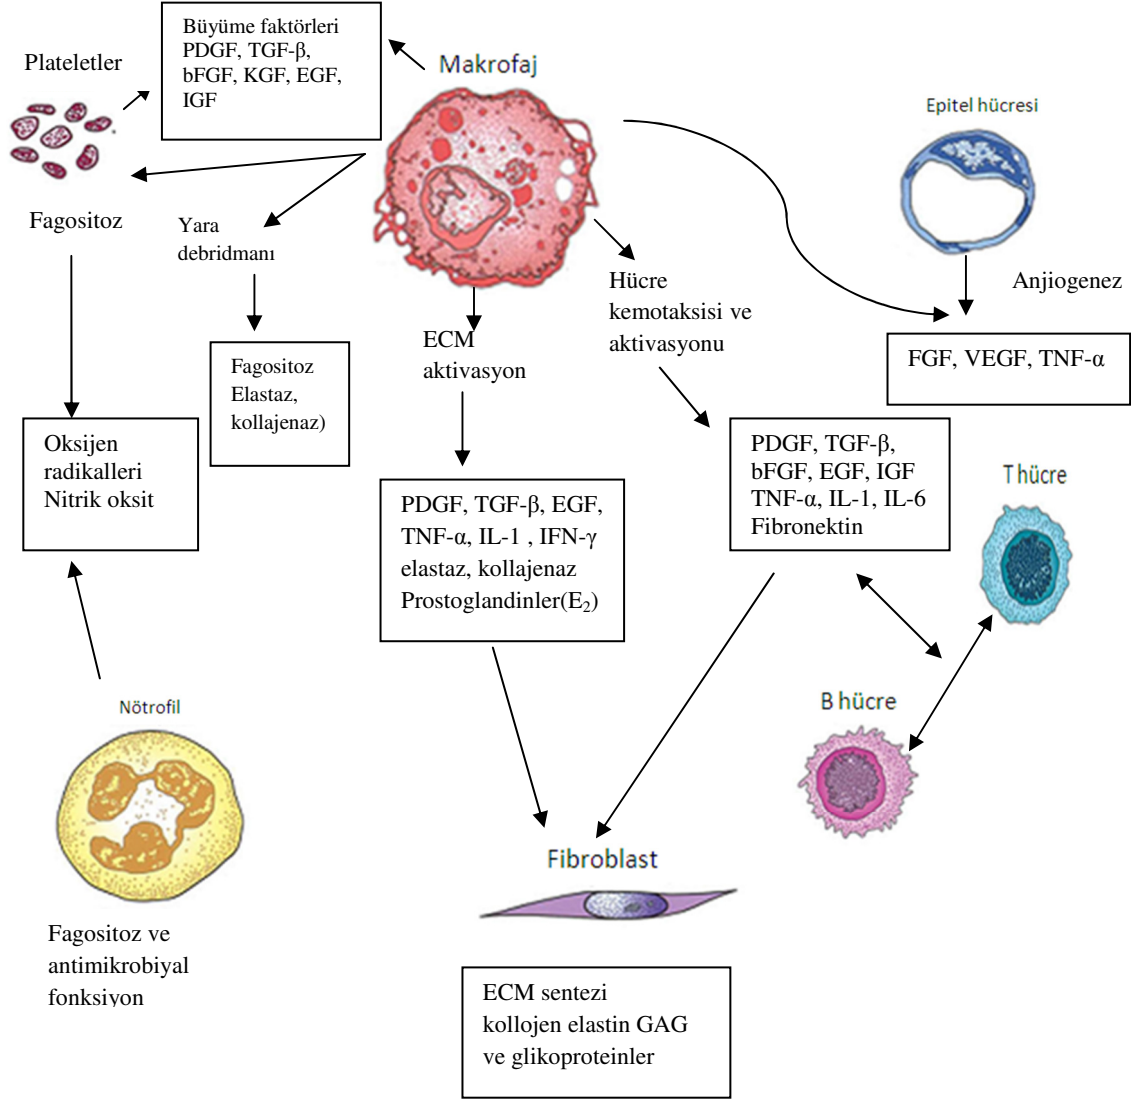 Büyüme faktörleri
PDGF, TGF-β,
bFGF, KGF, EGF,
IGF
Plateletler
Makrofaj
Epitel hücresi
Fagositoz
Yara
debridmanı
Hücre
kemotaksisi ve
aktivasyonu
Anjiogenez
ECM
aktivasyon
FGF, VEGF, TNF-α
Fagositoz
Elastaz,
kollajenaz)
Oksijen
radikalleri
Nitrik oksit
PDGF, TGF-β,
bFGF, EGF, IGF
TNF-α, IL-1, IL-6
Fibronektin
T hücre
PDGF, TGF-β, EGF,
TNF-α, IL-1 , IFN-γ
elastaz, kollajenaz
Prostoglandinler(E₂)
Nötrofil
B hücre
Fibroblast
Fagositoz ve
antimikrobiyal
fonksiyon
ECM sentezi
kollojen elastin GAG
ve glikoproteinler